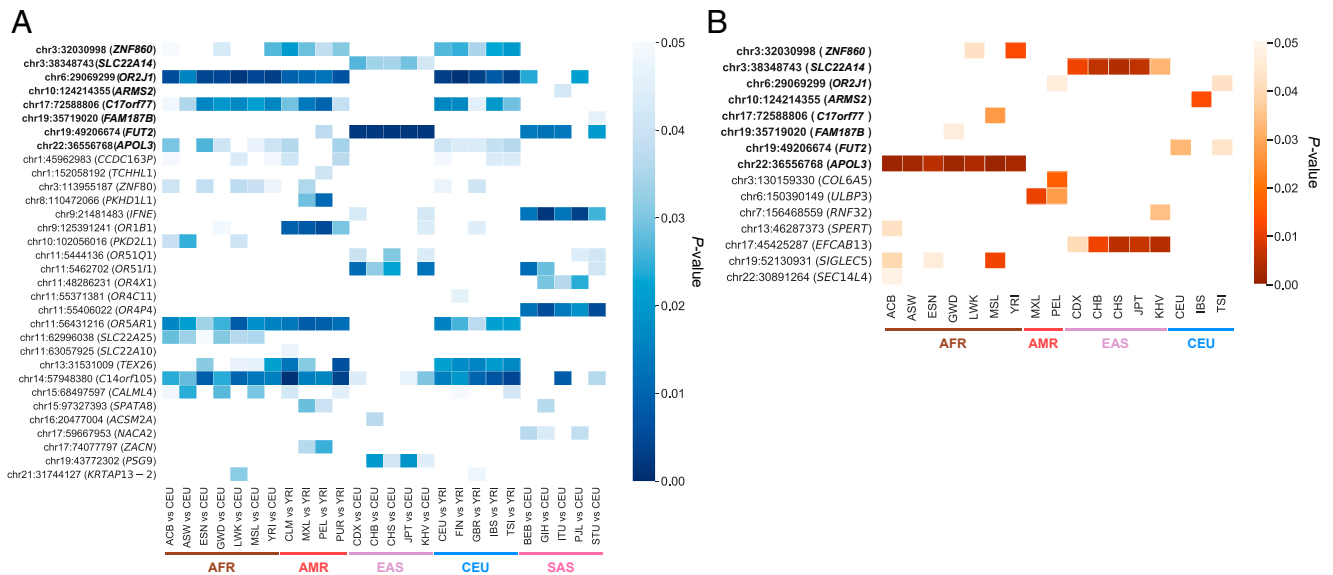 A
chr3:32030998 (ZNF860)
chr3:38348743(SLC22A14)
chr6:29069299(OR2J1)
chr10:124214355 (ARMS2)
chr17:72588806 (C17orf77)
chr19:35719020 (FAM187B)
chr19:49206674 (FUT2)
chr22:36556768 (APOL3)
chr1:45962983 (CCDC163P)
chr1:152058192 (TCHHL1)
chr3:113955187 (ZNF80)
chr8:110472066 (PKHD1L1)
chr9:21481483 (IFNE)
chr9:125391241 (OR1B1)
chr10:102056016 (PKD2L1)
chr11:5444136 (OR51Q1)
chr11:5462702 (OR51I1)
chr11:48286231 (OR4X1)
chr11:55371381 (OR4C11)
chr11:55406022 (OR4P4)
chr11:56431216 (OR5AR1)
chr11:62996038 (SLC22A25)
chr11:63057925 (SLC22A10)
chr13:31531009 (TEX26)
chr14:57948380 (C14orf105)
chr15:68497597 (CALML4)
chr15:97327393 (SPATA8)
chr16:20477004 (ACSM2A)
chr17:59667953 (NACA2)
chr17:74077797 (ZACN)
chr19:43772302 (PSG9)
chr21:31744127 (KRTAP13−2)
ACB vs CEU
ASW vs CEU
ESN vs CEU
GWD vs CEU
LWK vs CEU
MSL vs CEU
YRI vs CEU
CLM vs YRI
MXL vs YRI
PEL vs YRI
PUR vs YRI
CDX vs CEU
CHB vs CEU
CHS vs CEU
JPT vs CEU
KHV vs CEU
CEU vs YRI
FIN vs YRI
GBR vs YRI
IBS vs YRI
TSI vs YRI
BEB vs CEU
GIH vs CEU
ITU vs CEU
PJL vs CEU
STU vs CEU
AFR
AMR
EAS
CEU
SAS
0.05
0.04
0.03
0.02
0.01
0.00
P-value
B
chr3:32030998 ( ZNF860)
chr3:38348743 ( SLC22A14)
chr6:29069299 (OR2J1)
chr10:124214355 (ARMS2)
chr17:72588806 ( C17orf77)
chr19:35719020 ( FAM187B)
chr19:49206674 ( FUT2)
chr22:36556768 ( APOL3)
chr3:130159330 (COL6A5)
chr6:150390149 (ULBP3)
chr7:156468559 (RNF32)
chr13:46287373 (SPERT)
chr17:45425287 (EFCAB13)
chr19:52130931 (SIGLEC5)
chr22:30891264 (SEC14L4)
ACB
ASW
ESN
GWD
LWK
MSL
YRI
MXL
PEL
CDX
CHB
CHS
JPT
KHV
CEU
IBS
TSI
AFR
AMR
EAS
CEU
0.05
0.04
0.03
0.02
0.01
0.00
P-value